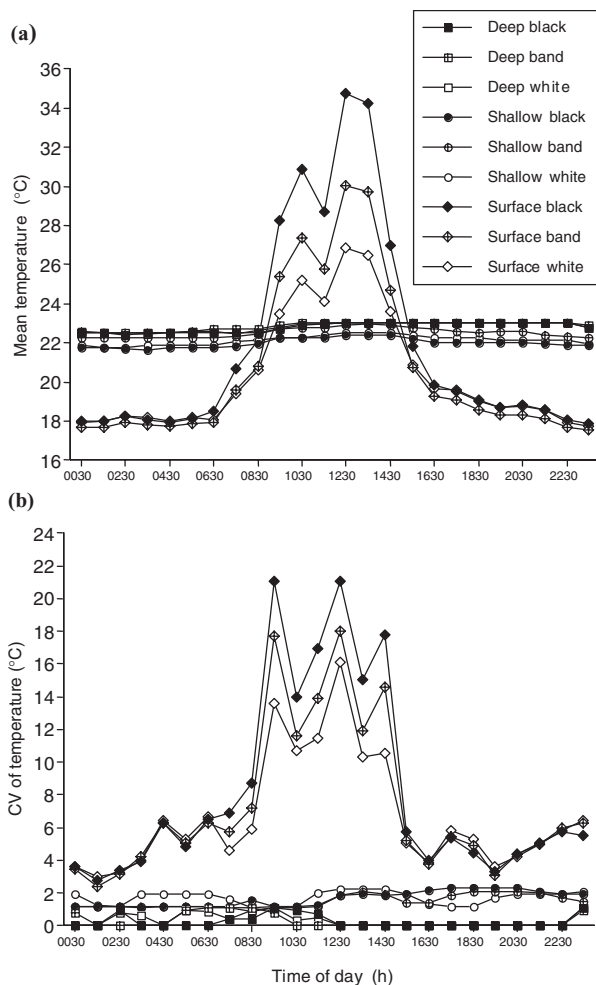 (a)
Deep black
Deep band
Deep white
Shallow black
Shallow band
Shallow white
Surface black
Surface band
Surface white
Mean temperature (°C)
36
34
32
30
28
26
24
22
20
18
16
0030 0230 0430 0630 0830 1030 1230 1430 1630 1830 2030 2230
(b)
CV of temperature (°C)
24
22
20
18
16
14
12
10
8
6
4
2
0
0030 0230 0430 0630 0830 1030 1230 1430 1630 1830 2030 2230
Time of day (h)